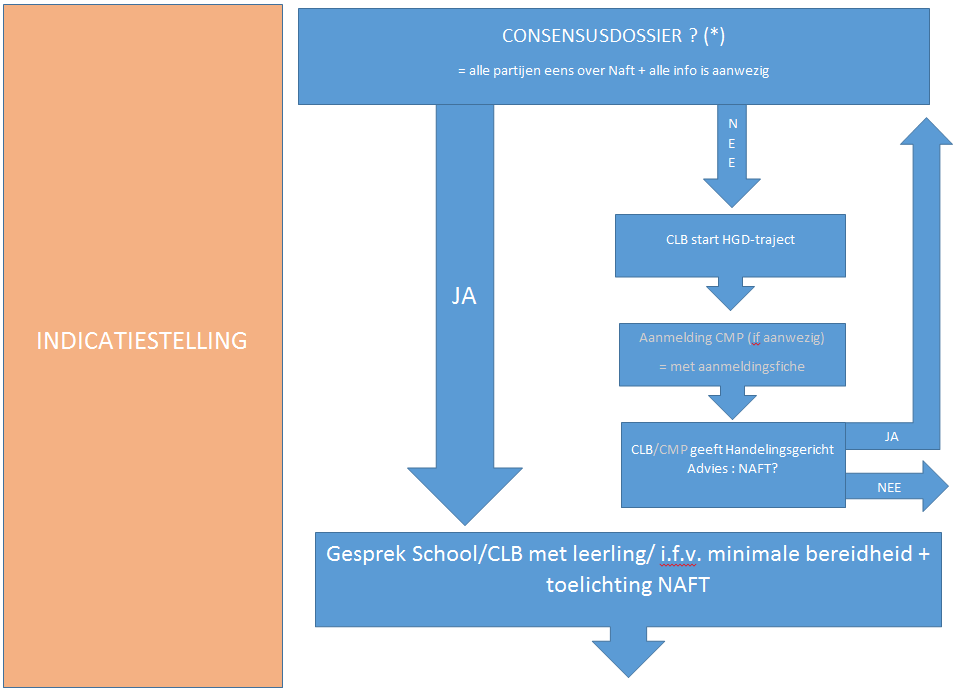 INDICATIESTELLING
CONSENSUSDOSSIER ? (*)
= alle partijen eens over Naft + alle info is aanwezig
JA
N
E
E
CLB start HGD-traject
Aanmelding CMP (if aanwezig)
= met aanmeldingsfiche
CLB/CMP geeft Handelingsgericht
Advies : NAFT?
JA
NEE
Gesprek School/CLB met leerling/ i.f.v. minimale bereidheid +
toelichting NAFT